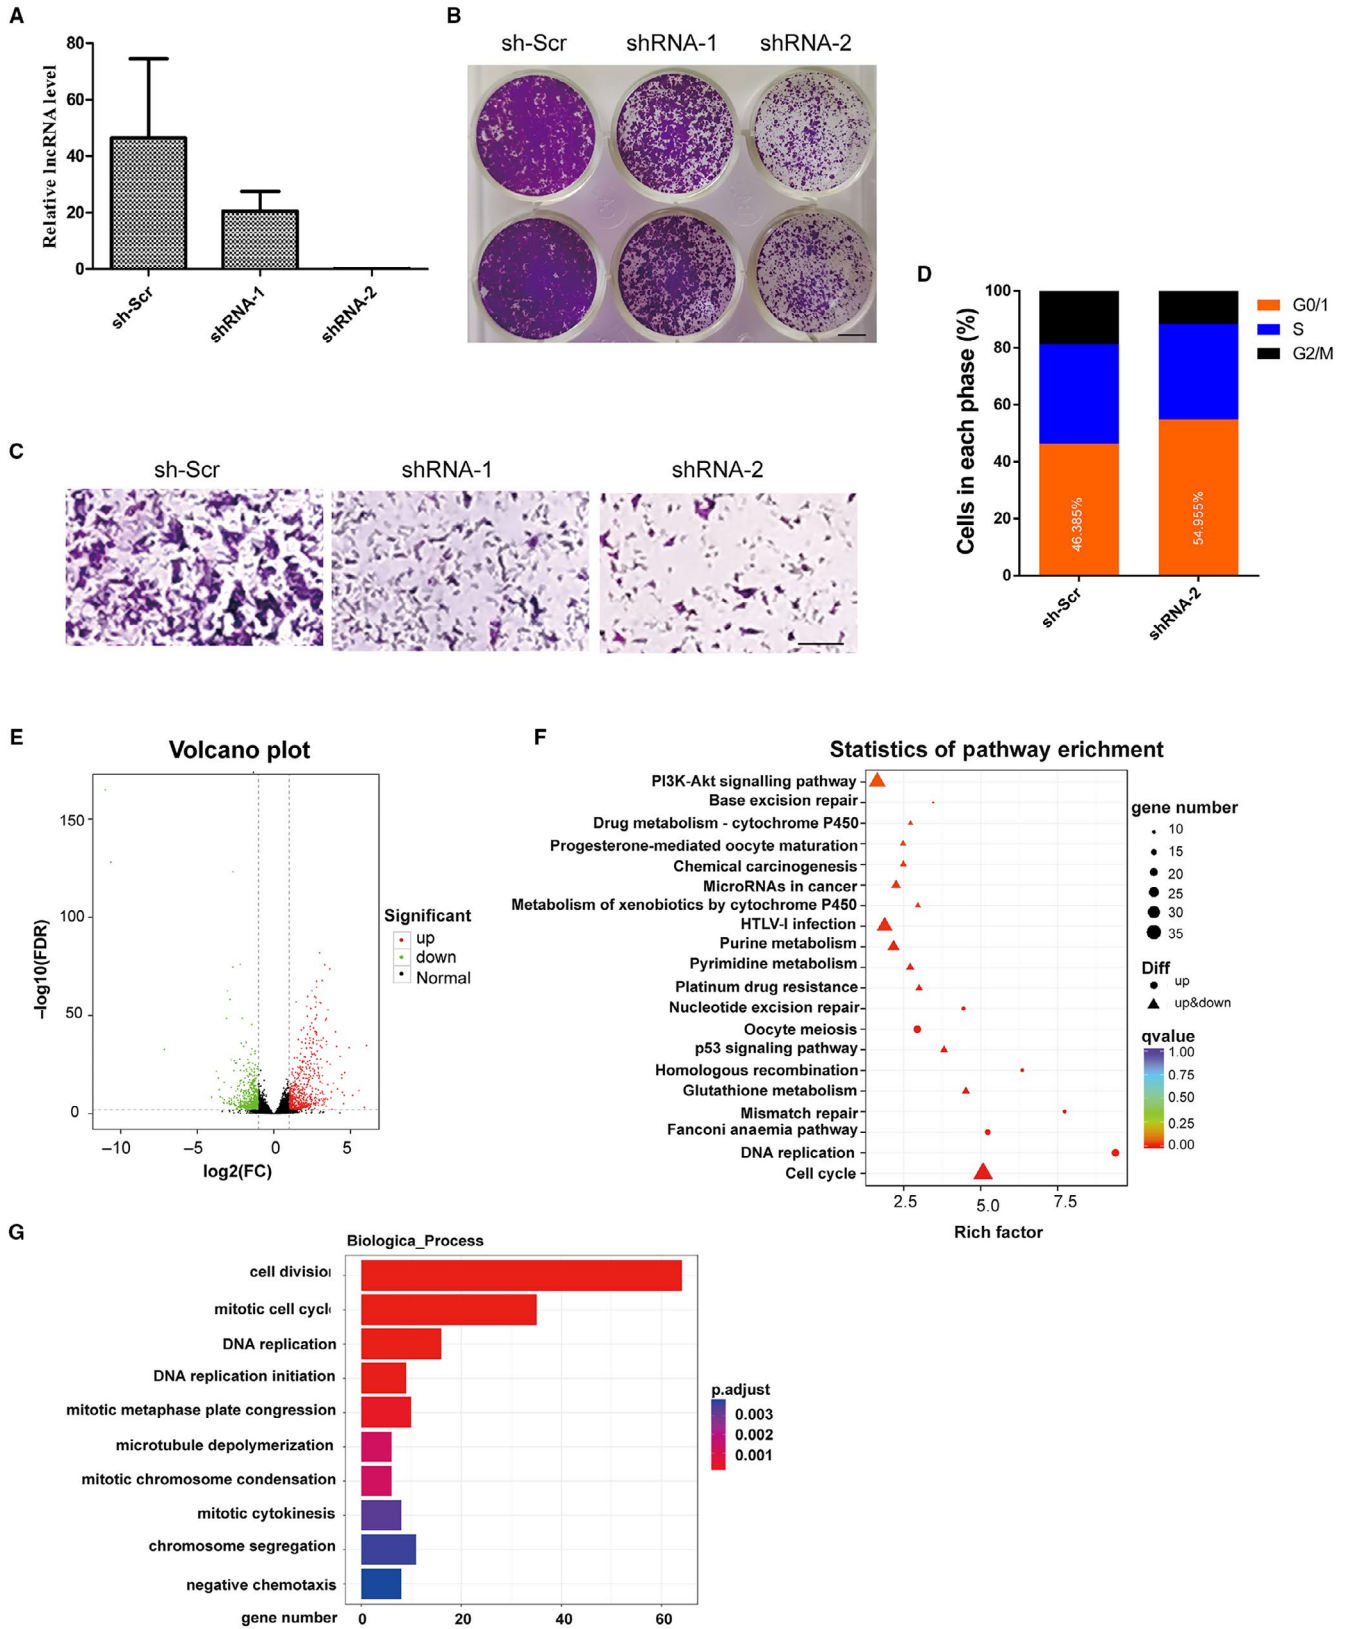 A
80
60
40
20
0
Relative lncRNA level
sh-Scr
shRNA-1
shRNA-2
B
sh-Scr shRNA-1 shRNA-2
C
sh-Scr shRNA-1 shRNA-2
D
100
80
60
40
20
0
Cells in each phase (%)
46.385%
54.955%
sh-Scr
shRNA-2
G0/1
S
G2/M
E
Volcano plot
150
100
50
0
–log10(FDR)
–10 –5 0 5
log2(FC)
Significant
up
down
Normal
F
Statistics of pathway erichment
PI3K-Akt signalling pathway
Base excision repair
Drug metabolism - cytochrome P450
Progesterone-mediated oocyte maturation
Chemical carcinogenesis
MicroRNAs in cancer
Metabolism of xenobiotics by cytochrome P450
HTLV-I infection
Purine metabolism
Pyrimidine metabolism
Platinum drug resistance
Nucleotide excision repair
Oocyte meiosis
p53 signaling pathway
Homologous recombination
Glutathione metabolism
Mismatch repair
Fanconi anaemia pathway
DNA replication
Cell cycle
2.5 5.0 7.5
Rich factor
gene number
10
15
20
25
30
35
Diff
up
up&down
qvalue
1.00
0.75
0.50
0.25
0.00
G
Biologica_Process
cell division
mitotic cell cycle
DNA replication
DNA replication initiation
mitotic metaphase plate congression
microtubule depolymerization
mitotic chromosome condensation
mitotic cytokinesis
chromosome segregation
negative chemotaxis
gene number 0 20 40 60
p.adjust
0.003
0.002
0.001